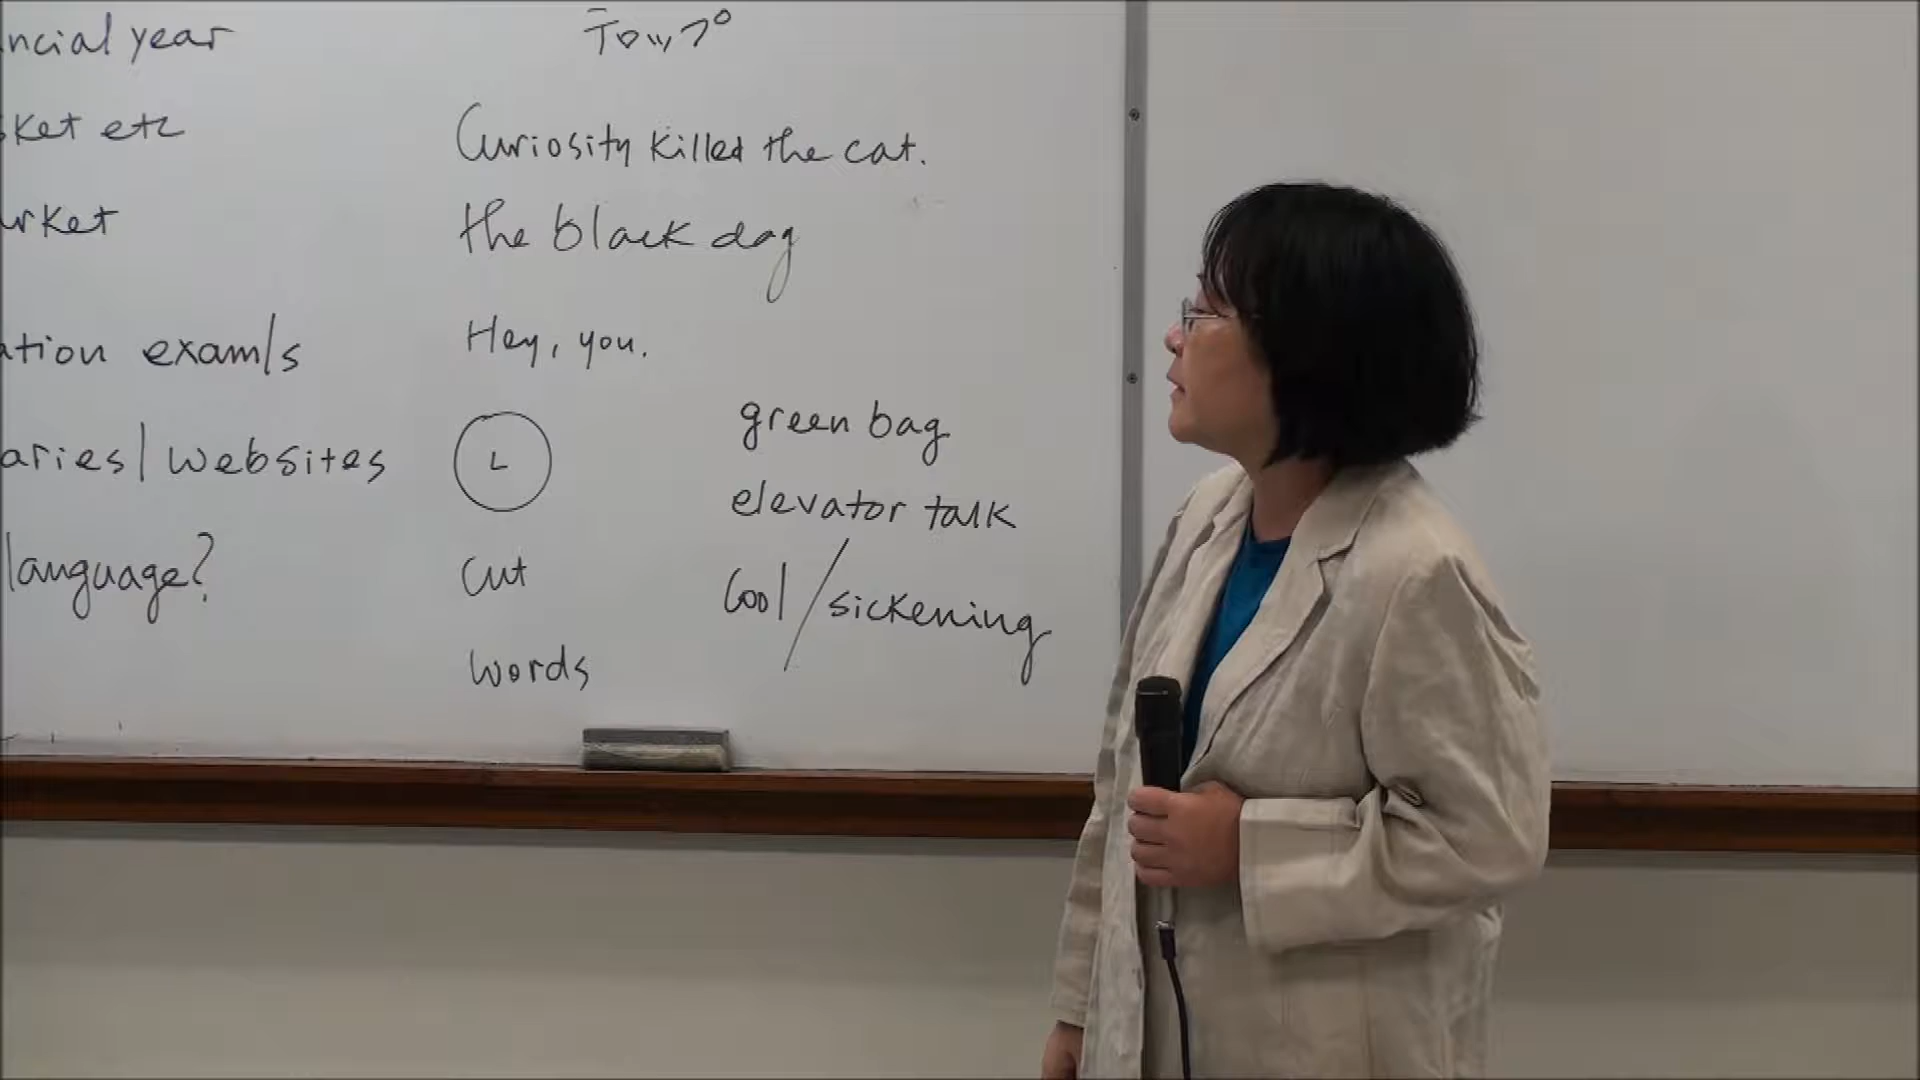 ncial year
ket etc
rket
ation exam/s
aries/websites
language?
Curiosity killed the cat.
the black dog
Hey, you.
L
cut
words
green bag
elevator talk
Cool / sickening